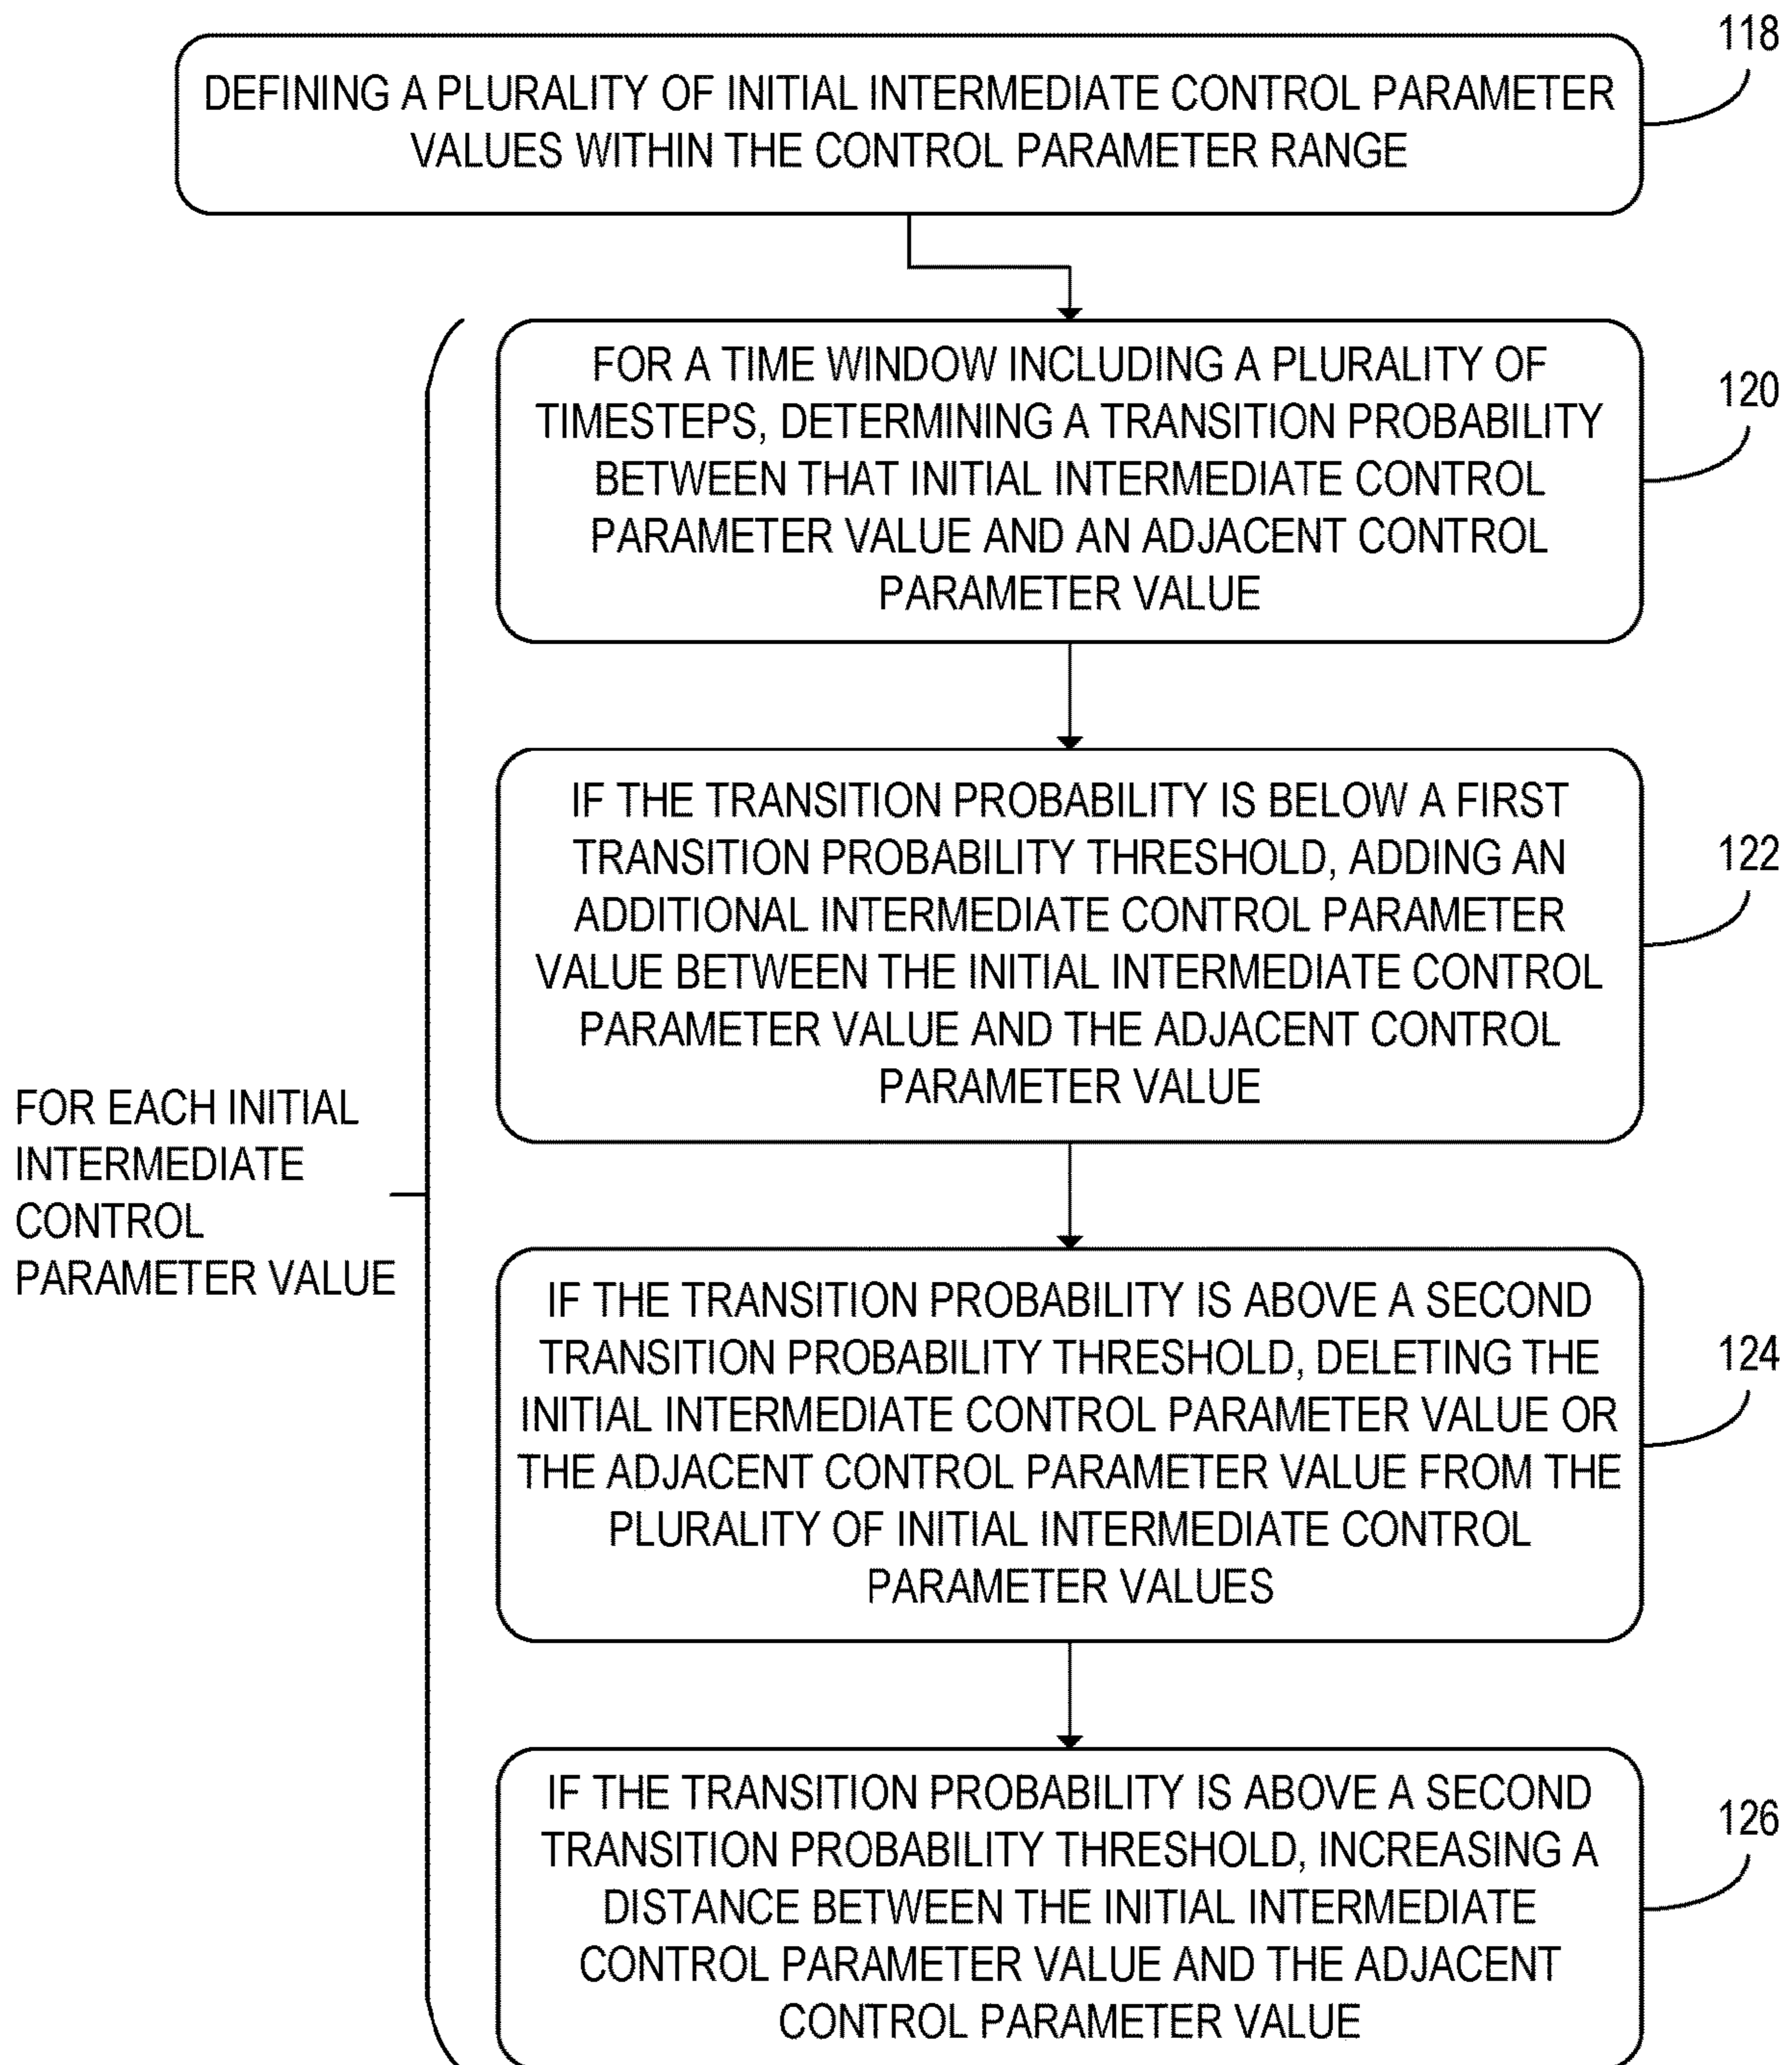 118
DEFINING A PLURALITY OF INITIAL INTERMEDIATE CONTROL PARAMETER
VALUES WITHIN THE CONTROL PARAMETER RANGE
FOR A TIME WINDOW INCLUDING A PLURALITY OF
TIMESTEPS, DETERMINING A TRANSITION PROBABILITY
BETWEEN THAT INITIAL INTERMEDIATE CONTROL
PARAMETER VALUE AND AN ADJACENT CONTROL
PARAMETER VALUE
120
IF THE TRANSITION PROBABILITY IS BELOW A FIRST
TRANSITION PROBABILITY THRESHOLD, ADDING AN
ADDITIONAL INTERMEDIATE CONTROL PARAMETER
VALUE BETWEEN THE INITIAL INTERMEDIATE CONTROL
PARAMETER VALUE AND THE ADJACENT CONTROL
PARAMETER VALUE
122
FOR EACH INITIAL
INTERMEDIATE
CONTROL
PARAMETER VALUE
IF THE TRANSITION PROBABILITY IS ABOVE A SECOND
TRANSITION PROBABILITY THRESHOLD, DELETING THE
INITIAL INTERMEDIATE CONTROL PARAMETER VALUE OR
THE ADJACENT CONTROL PARAMETER VALUE FROM THE
PLURALITY OF INITIAL INTERMEDIATE CONTROL
PARAMETER VALUES
124
IF THE TRANSITION PROBABILITY IS ABOVE A SECOND
TRANSITION PROBABILITY THRESHOLD, INCREASING A
DISTANCE BETWEEN THE INITIAL INTERMEDIATE
CONTROL PARAMETER VALUE AND THE ADJACENT
CONTROL PARAMETER VALUE
126